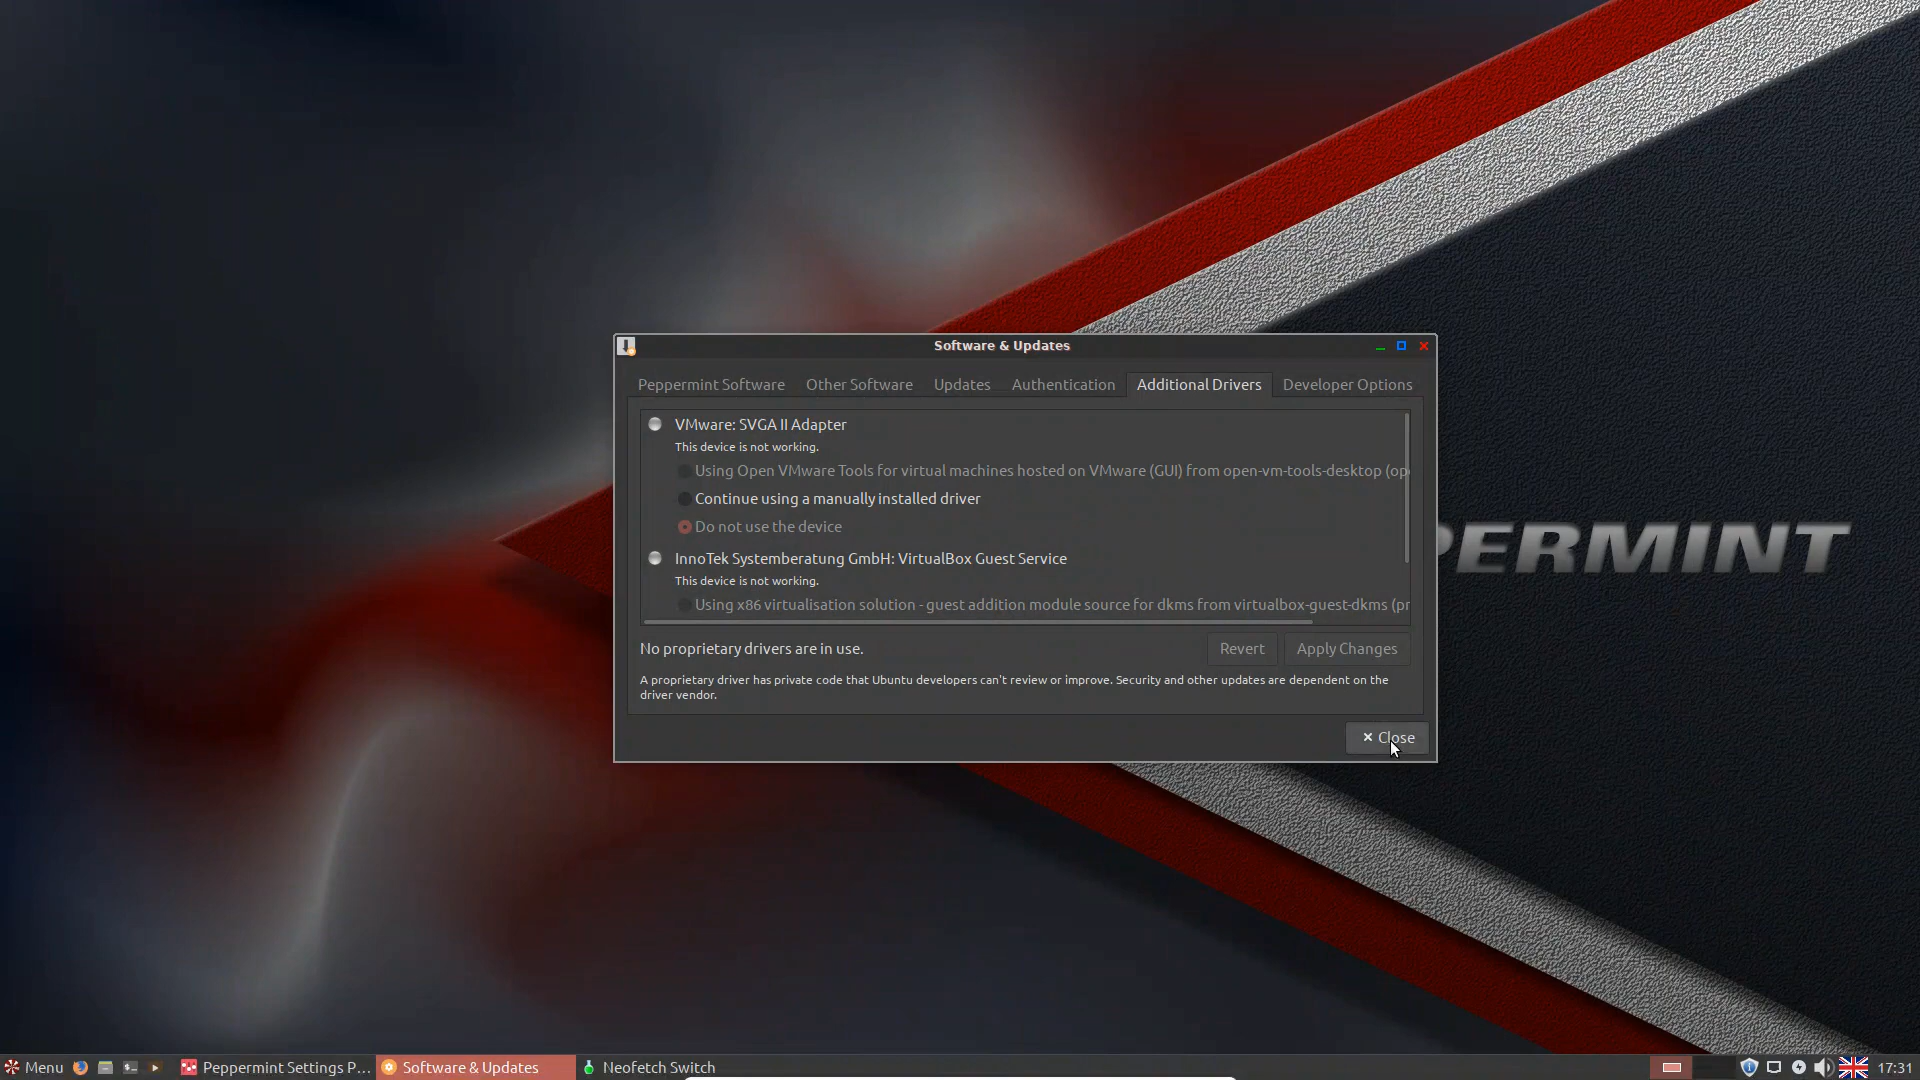 Software & Updates
Peppermint Software Other Software Updates Authentication Additional Drivers Developer Options
VMware: SVGA II Adapter
This device is not working.
Using Open VMware Tools for virtual machines hosted on VMware (GUI) from open-vm-tools-desktop (op
Continue using a manually installed driver
Do not use the device
InnoTek Systemberatung GmbH: VirtualBox Guest Service
This device is not working.
Using x86 virtualisation solution - guest addition module source for dkms from virtualbox-guest-dkms (pr
No proprietary drivers are in use. Revert Apply Changes
A proprietary driver has private code that Ubuntu developers can't review or improve. Security and other updates are dependent on the
driver vendor.
Close
PERMINT
Menu Peppermint Settings P... Software & Updates Neofetch Switch 17:31